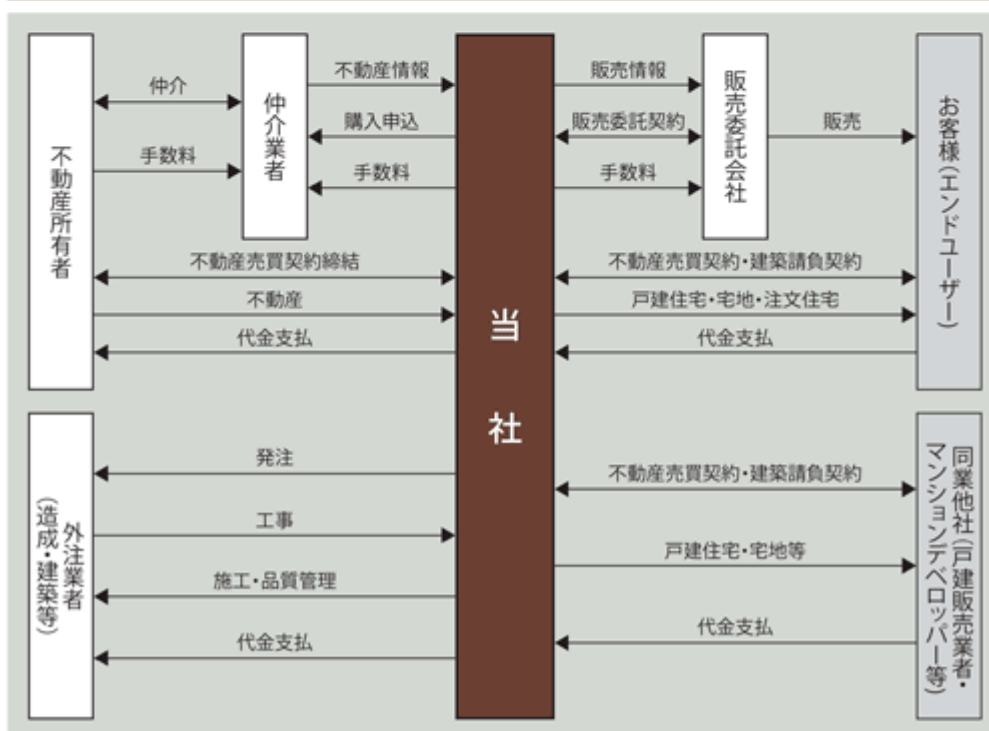 不動産所有者
仲介
手数料
仲介業者
不動産情報
購入申込
手数料
不動産売買契約締結
不動産
代金支払
当社
販売情報
販売委託契約
手数料
販売委託会社
販売
不動産売買契約・建築請負契約
戸建住宅・宅地・注文住宅
代金支払
お客様(エンドユーザー)
外注業者
(造成・建築等)
発注
工事
施工・品質管理
代金支払
不動産売買契約・建築請負契約
戸建住宅・宅地等
代金支払
同業他社(戸建販売業者・
マンションデベロッパー等)